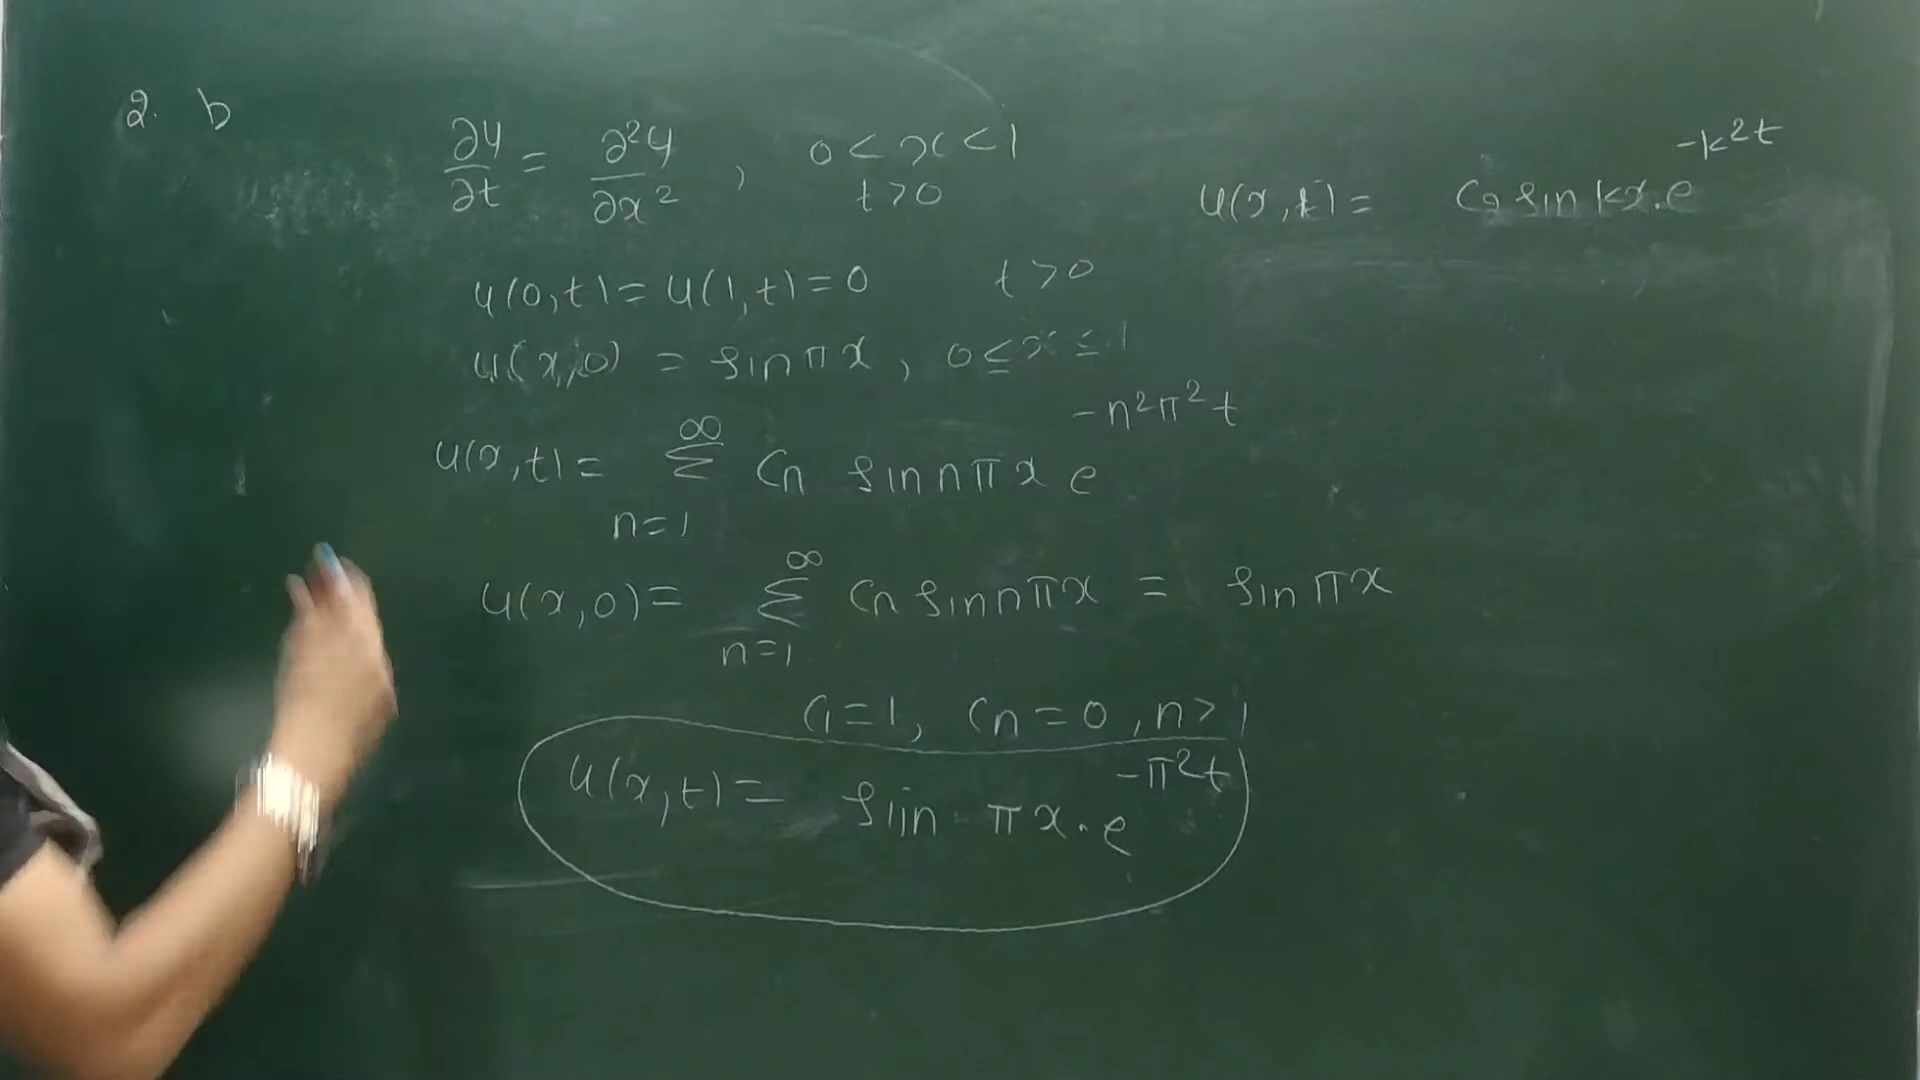 2. b
∂u/∂t = ∂²u/∂x² , 0 < x < 1
t > 0
u(x,t) = C₂ sin kx . e^{-k²t}
u(0,t) = u(1,t) = 0 t > 0
u(x,0) = sin πx , 0 ≤ x ≤ 1
u(x,t) = ∑_{n=1}^{∞} Cn sin nπx e^{-n²π²t}
u(x,0) = ∑_{n=1}^{∞} Cn sin nπx = sin πx
C₁ = 1, Cn = 0 , n > 1
u(x,t) = sin πx . e^{-π²t}